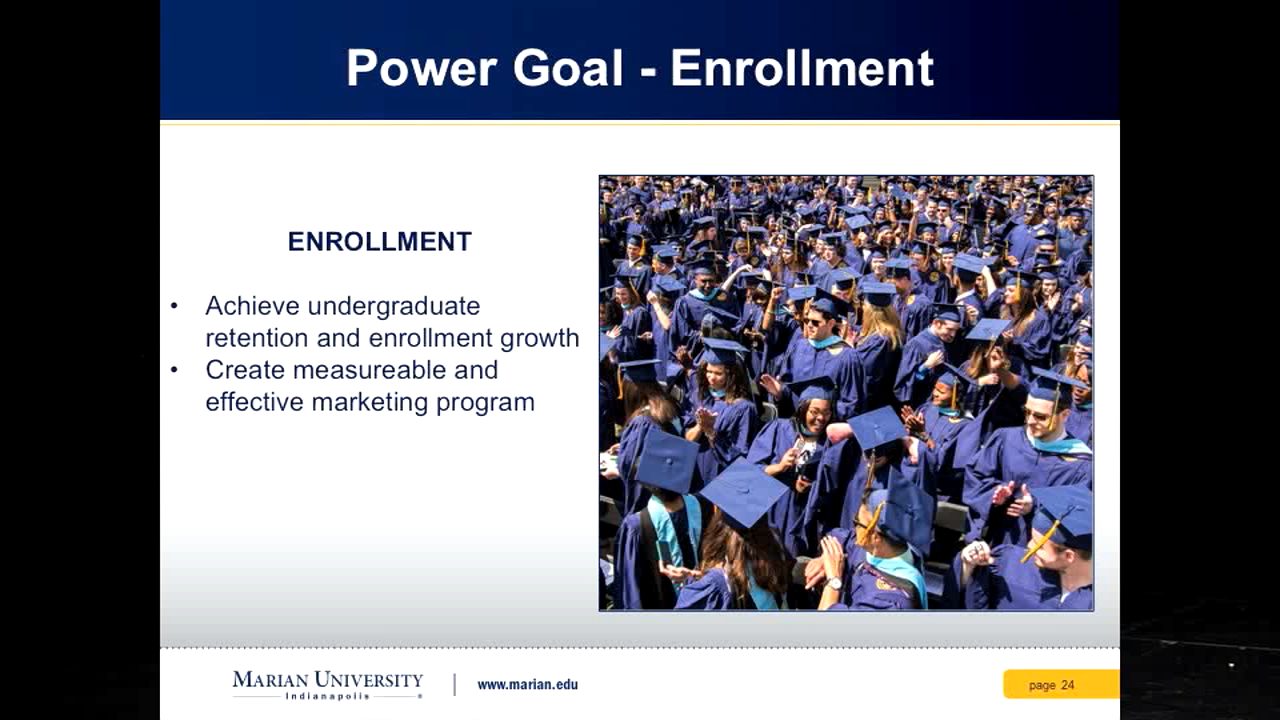 Power Goal - Enrollment
ENROLLMENT
• Achieve undergraduate
retention and enrollment growth
• Create measureable and
effective marketing program
MARIAN UNIVERSITY
Indianapolis ®
www.marian.edu
page 24